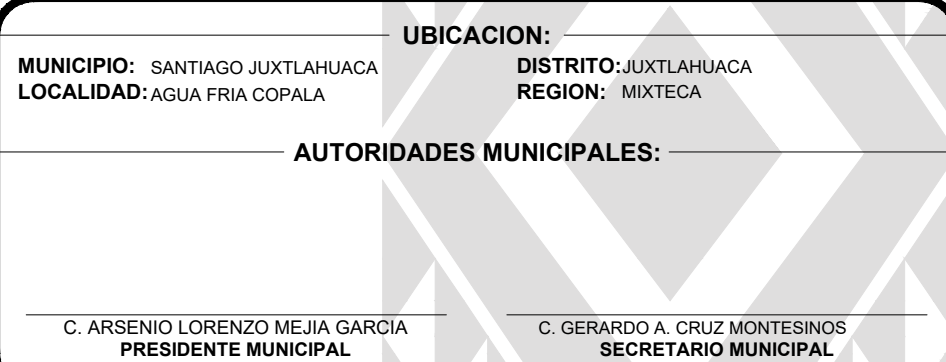 UBICACION:
MUNICIPIO: SANTIAGO JUXTLAHUACA DISTRITO: JUXTLAHUACA
LOCALIDAD: AGUA FRIA COPALA REGION: MIXTECA
AUTORIDADES MUNICIPALES:
C. ARSENIO LORENZO MEJIA GARCIA C. GERARDO A. CRUZ MONTESINOS
PRESIDENTE MUNICIPAL SECRETARIO MUNICIPAL